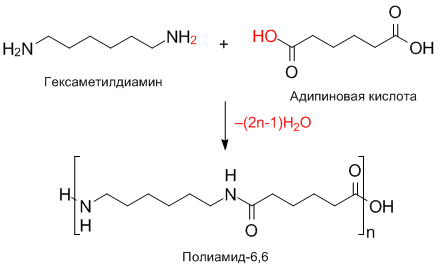 H₂N NH₂ + HO O O OH
Гексаметилдиамин
Адипиновая кислота
–(2n-1)H₂O
H N H H N O O OH n
Полиамид-6,6